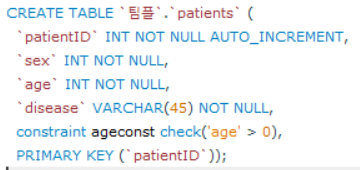 CREATE TABLE `팀플`.`patients` (
`patientID` INT NOT NULL AUTO_INCREMENT,
`sex` INT NOT NULL,
`age` INT NOT NULL,
`disease` VARCHAR(45) NOT NULL,
constraint ageconst check('age' > 0),
PRIMARY KEY (`patientID`));